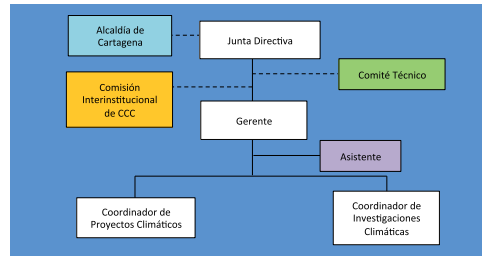 Alcaldía de
Cartagena
Junta Directiva
Comité Técnico
Comisión
Interinstitucional
de CCC
Gerente
Asistente
Coordinador de
Proyectos Climáticos
Coordinador de
Investigaciones
Climáticas